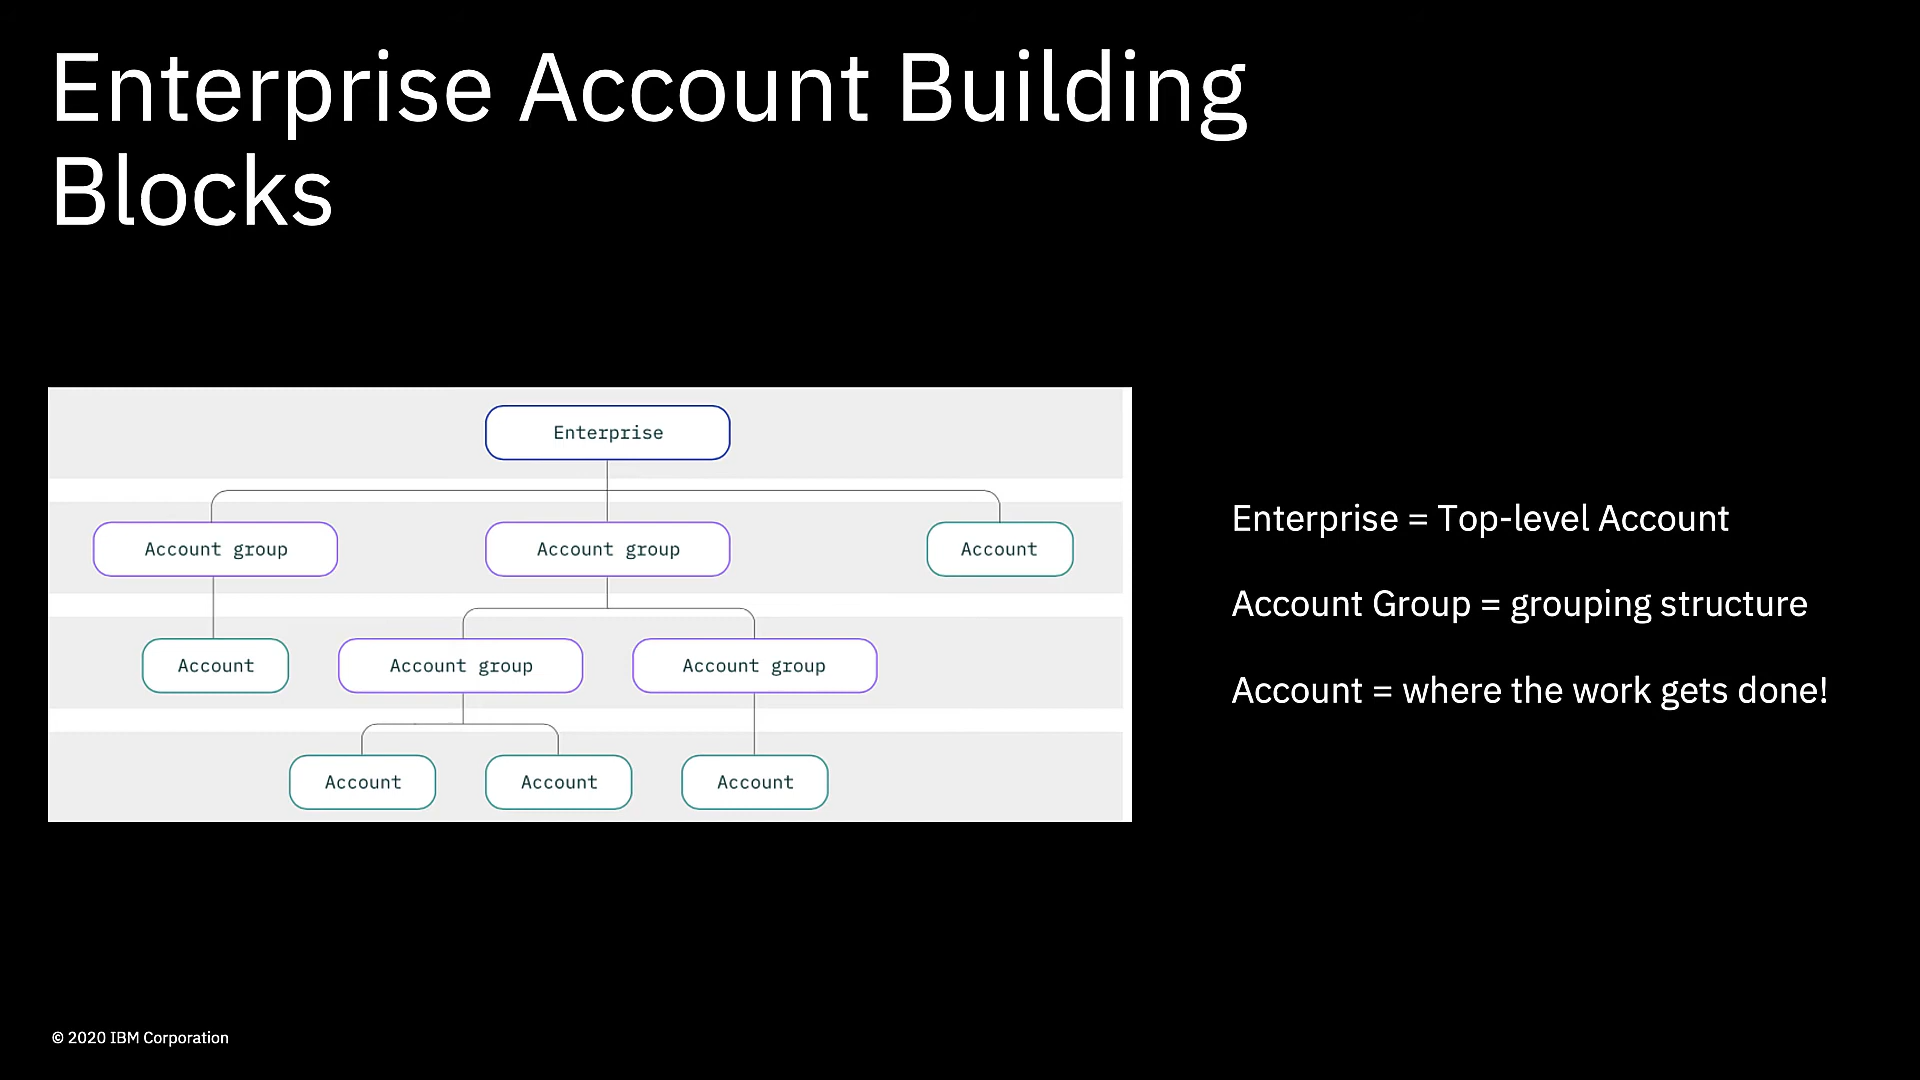 Enterprise Account Building
Blocks
Enterprise
Account group
Account group
Account
Account
Account group
Account group
Account
Account
Account
Enterprise = Top-level Account
Account Group = grouping structure
Account = where the work gets done!
© 2020 IBM Corporation